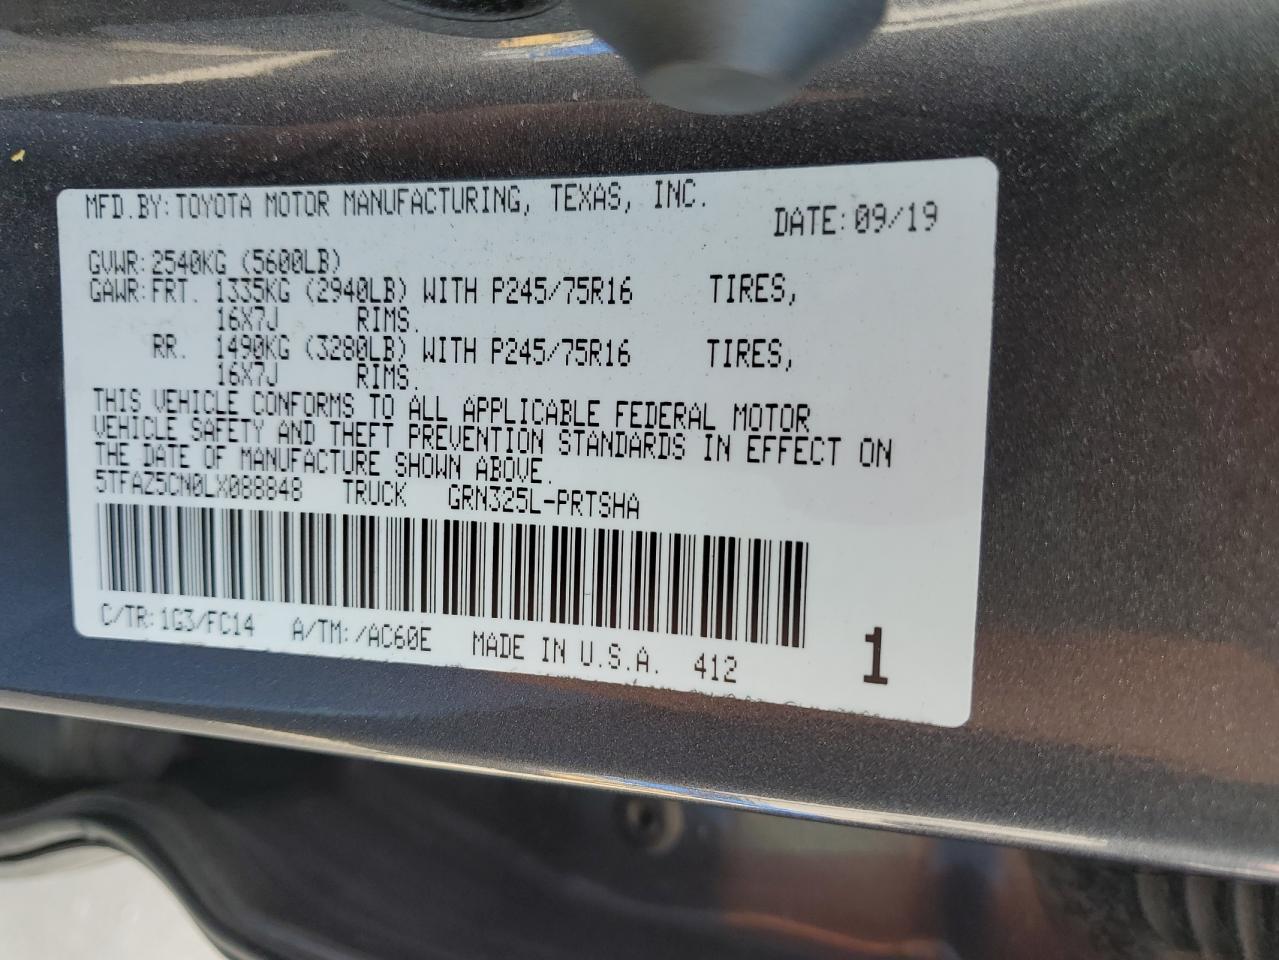 MFD.BY:TOYOTA MOTOR MANUFACTURING, TEXAS, INC.
DATE:09/19
GVWR:2540KG (5600LB)
GAWR:FRT. 1335KG (2940LB) WITH P245/75R16 TIRES,
16X7J RIMS.
RR. 1490KG (3280LB) WITH P245/75R16 TIRES,
16X7J RIMS.
THIS VEHICLE CONFORMS TO ALL APPLICABLE FEDERAL MOTOR
VEHICLE SAFETY AND THEFT PREVENTION STANDARDS IN EFFECT ON
THE DATE OF MANUFACTURE SHOWN ABOVE.
5TFAZ5CN0LX088848 TRUCK GRN325L-PRTSHA
C/TR:1G3/FC14 A/TM:/AC60E MADE IN U.S.A. 412
1